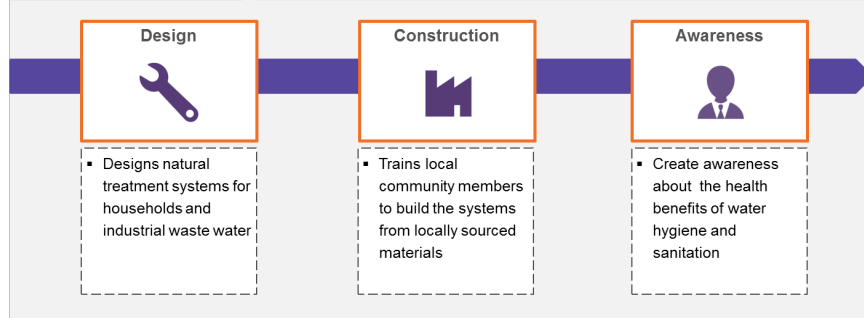 Design
Construction
Awareness
▪ Designs natural
treatment systems for
households and
industrial waste water
▪ Trains local
community members
to build the systems
from locally sourced
materials
▪ Create awareness
about the health
benefits of water
hygiene and
sanitation